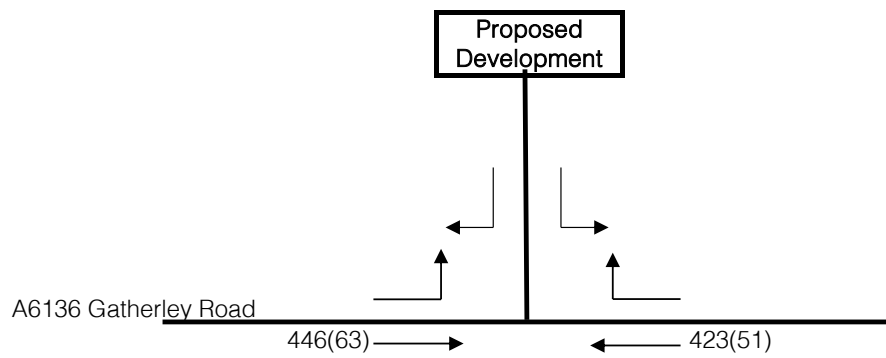 Proposed
Development
A6136 Gatherley Road
446(63)
423(51)